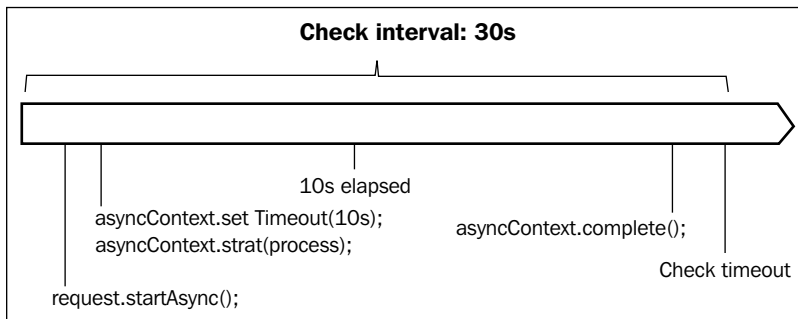 Check interval: 30s
10s elapsed
asyncContext.set Timeout(10s);
asyncContext.strat(process);
asyncContext.complete();
Check timeout
request.startAsync();